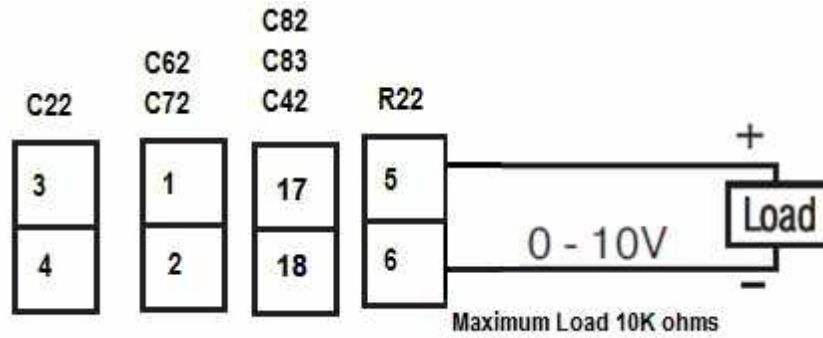 C82
C62 C83
C22 C72 C42 R22
+
3 1 17 5
Load
4 2 18 6
0 - 10V
-
Maximum Load 10K ohms